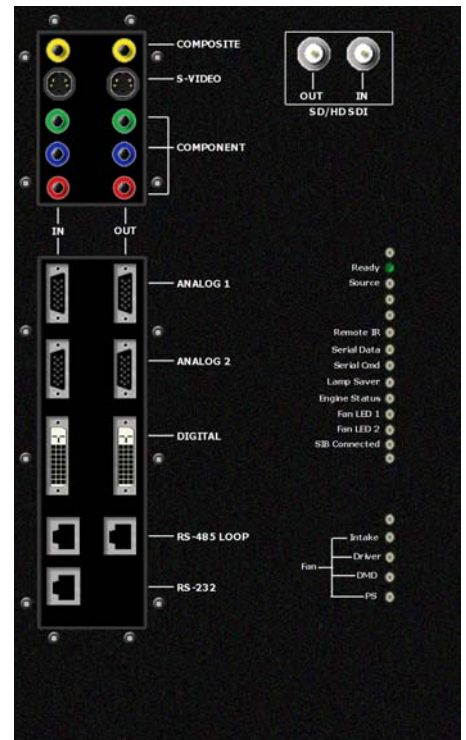 COMPOSITE
S-VIDEO
COMPONENT
OUT IN
SD/HD SDI
IN OUT
ANALOG 1
ANALOG 2
DIGITAL
RS-485 LOOP
RS-232
Ready
Source
Remote IR
Serial Data
Serial Cmd
Lamp Saver
Engine Status
Fan LED 1
Fan LED 2
SIB Connected
Fan
Intake
Driver
DMD
PS